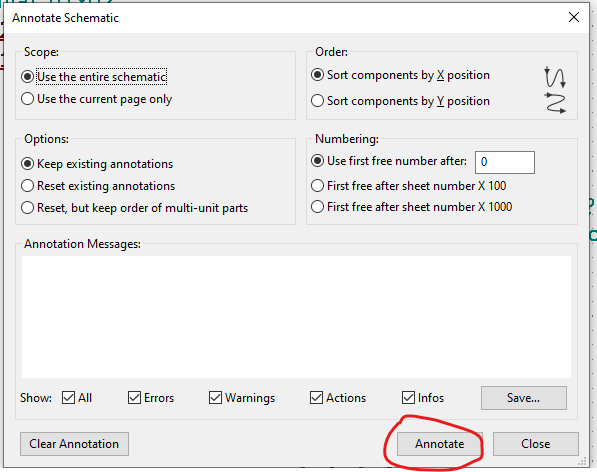 Annotate Schematic
Scope:
Use the entire schematic
Use the current page only
Order:
Sort components by X position
Sort components by Y position
Options:
Keep existing annotations
Reset existing annotations
Reset, but keep order of multi-unit parts
Numbering:
Use first free number after: 0
First free after sheet number X 100
First free after sheet number X 1000
Annotation Messages:
Show: All Errors Warnings Actions Infos Save...
Clear Annotation Annotate Close